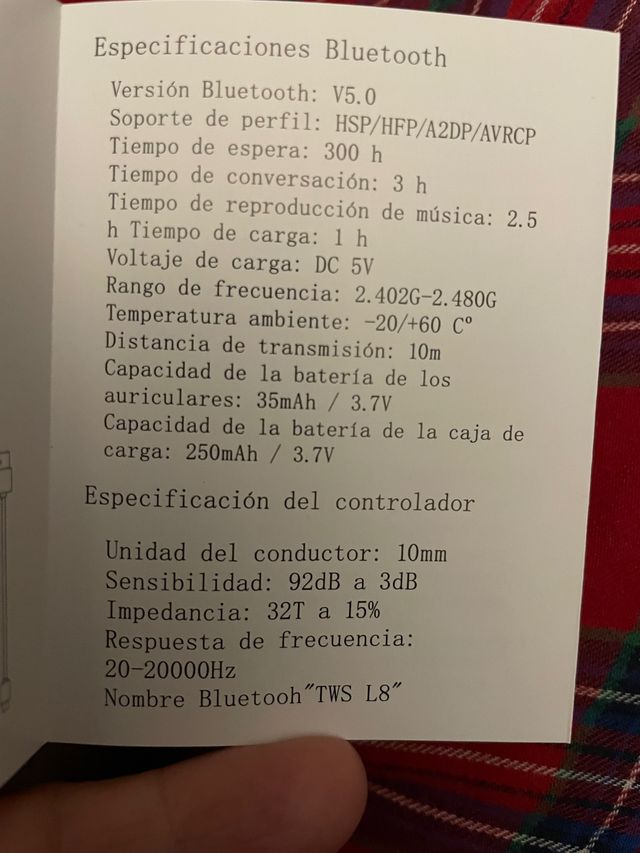 Especificaciones Bluetooth
Versión Bluetooth: V5.0
Soporte de perfil: HSP/HFP/A2DP/AVRCP
Tiempo de espera: 300 h
Tiempo de conversación: 3 h
Tiempo de reproducción de música: 2.5
h Tiempo de carga: 1 h
Voltaje de carga: DC 5V
Rango de frecuencia: 2.402G-2.480G
Temperatura ambiente: -20/+60 Cº
Distancia de transmisión: 10m
Capacidad de la batería de los
auriculares: 35mAh / 3.7V
Capacidad de la batería de la caja de
carga: 250mAh / 3.7V
Especificación del controlador
Unidad del conductor: 10mm
Sensibilidad: 92dB a 3dB
Impedancia: 32T a 15%
Respuesta de frecuencia:
20-20000Hz
Nombre Bluetooh"TWS L8"